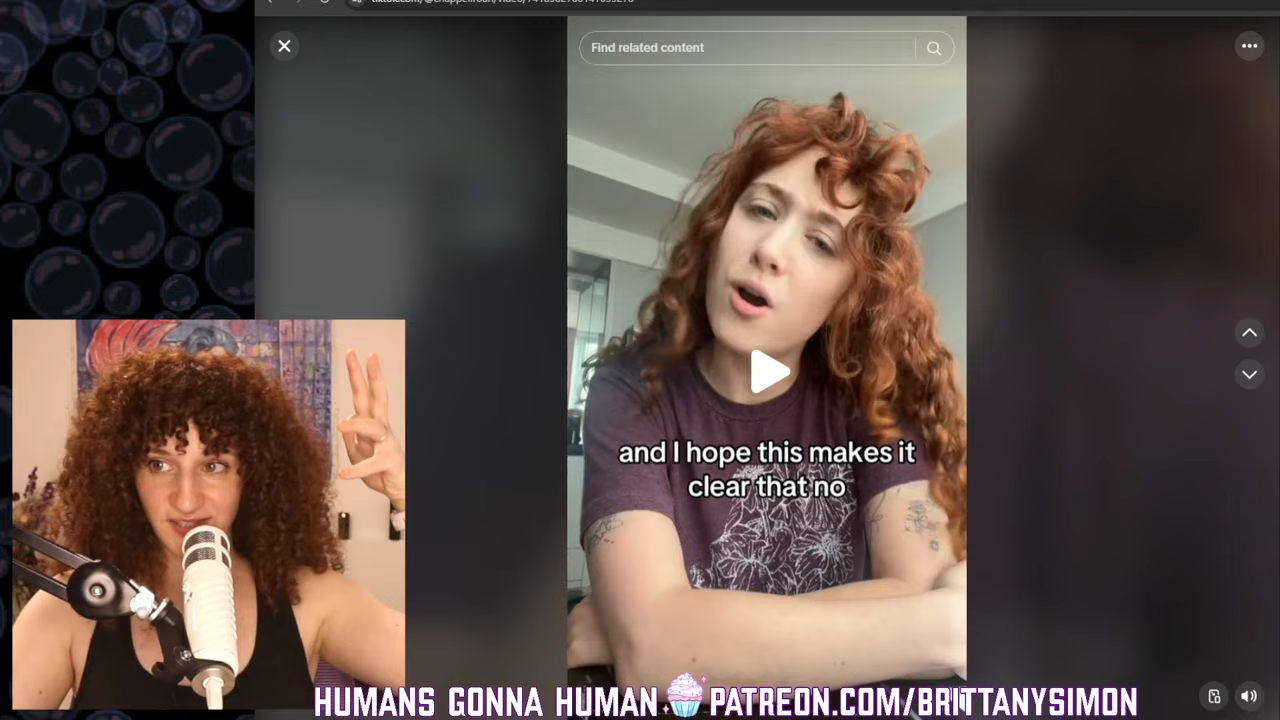 Find related content
and I hope this makes it
clear that no
HUMANS GONNA HUMAN PATREON.COM/BRITTANYSIMON